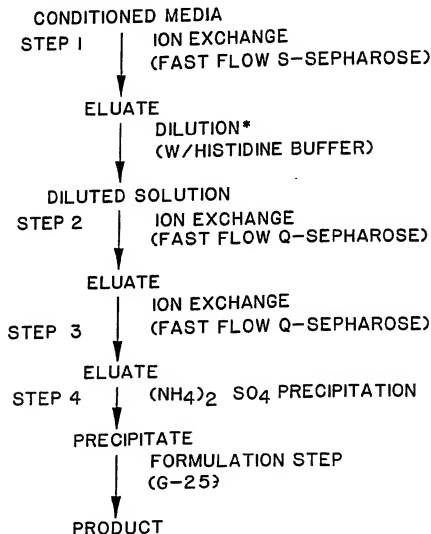 CONDITIONED MEDIA
STEP 1 ION EXCHANGE
(FAST FLOW S-SEPHAROSE)
ELUATE
DILUTION*
(W/HISTIDINE BUFFER)
DILUTED SOLUTION
STEP 2 ION EXCHANGE
(FAST FLOW Q-SEPHAROSE)
ELUATE
ION EXCHANGE
STEP 3 (FAST FLOW Q-SEPHAROSE)
ELUATE
STEP 4 (NH4)2 SO4 PRECIPITATION
PRECIPITATE
FORMULATION STEP
(G-25)
PRODUCT